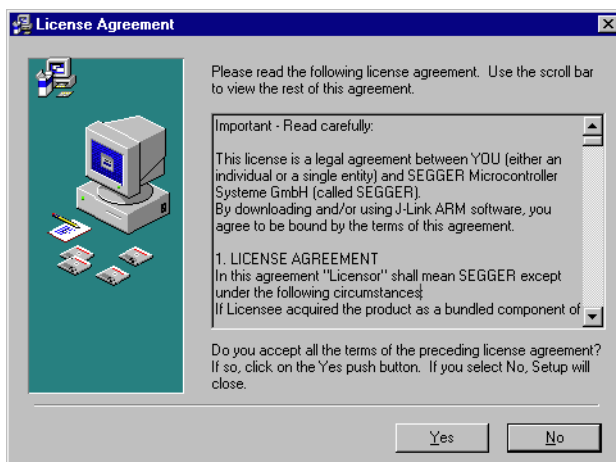 License Agreement
Please read the following license agreement. Use the scroll bar
to view the rest of this agreement.
Important - Read carefully:
This license is a legal agreement between YOU (either an
individual or a single entity) and SEGGER Microcontroller
Systeme GmbH (called SEGGER).
By downloading and/or using J-Link ARM software, you
agree to be bound by the terms of this agreement.
1. LICENSE AGREEMENT
In this agreement "Licensor" shall mean SEGGER except
under the following circumstances:
If Licensee acquired the product as a bundled component of
Do you accept all the terms of the preceding license agreement?
If so, click on the Yes push button. If you select No, Setup will
close.
Yes
No